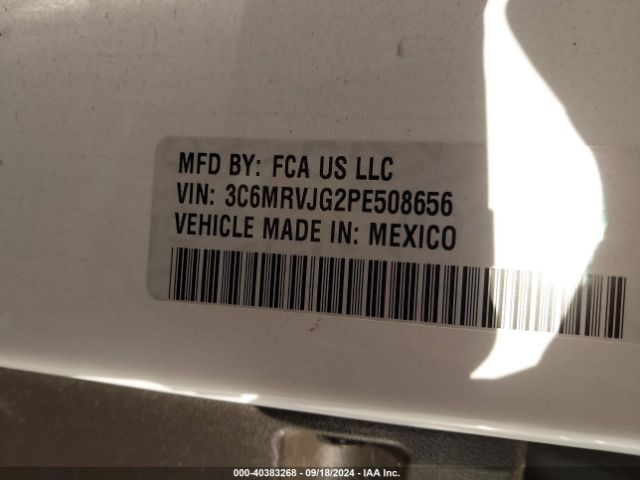 MFD BY: FCA US LLC
VIN: 3C6MRVJG2PE508656
VEHICLE MADE IN: MEXICO
000-40383268 - 09/18/2024 - IAA Inc.